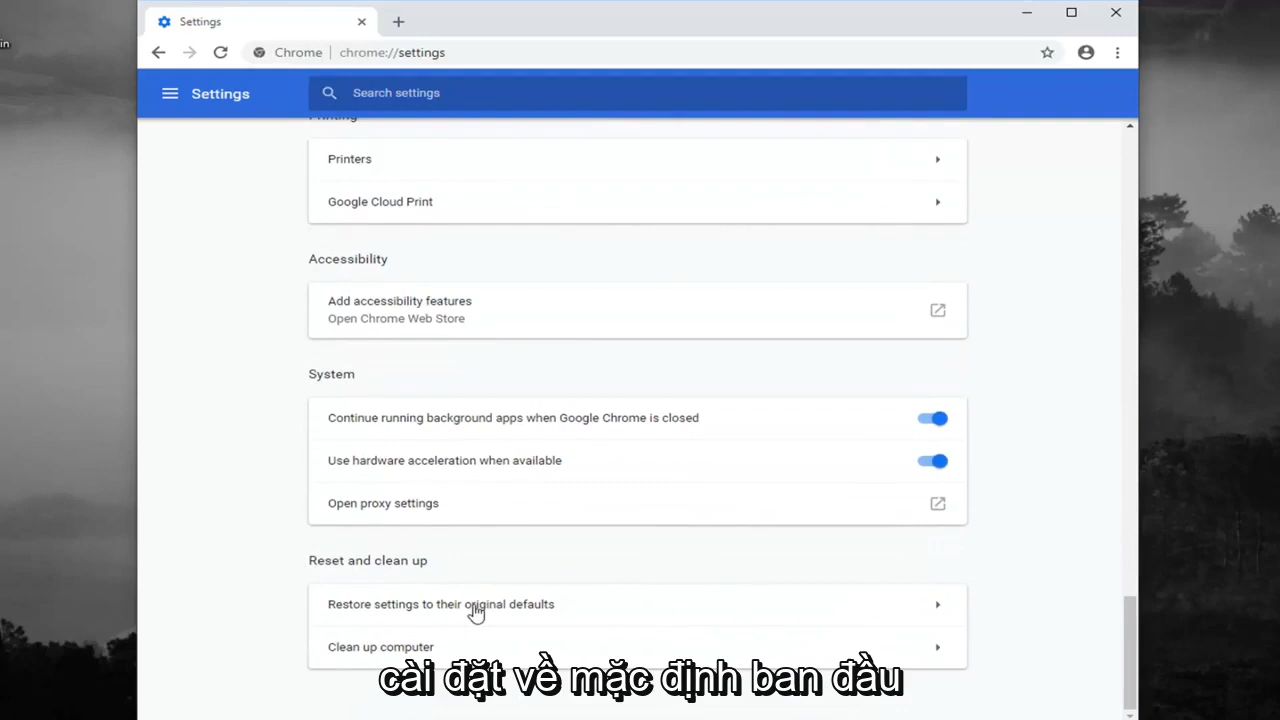 in
Settings
Chrome | chrome://settings
Settings
Search settings
Printing
Printers
Google Cloud Print
Accessibility
Add accessibility features
Open Chrome Web Store
System
Continue running background apps when Google Chrome is closed
Use hardware acceleration when available
Open proxy settings
Reset and clean up
Restore settings to their original defaults
Clean up computer
cài đặt về mặc định ban đầu